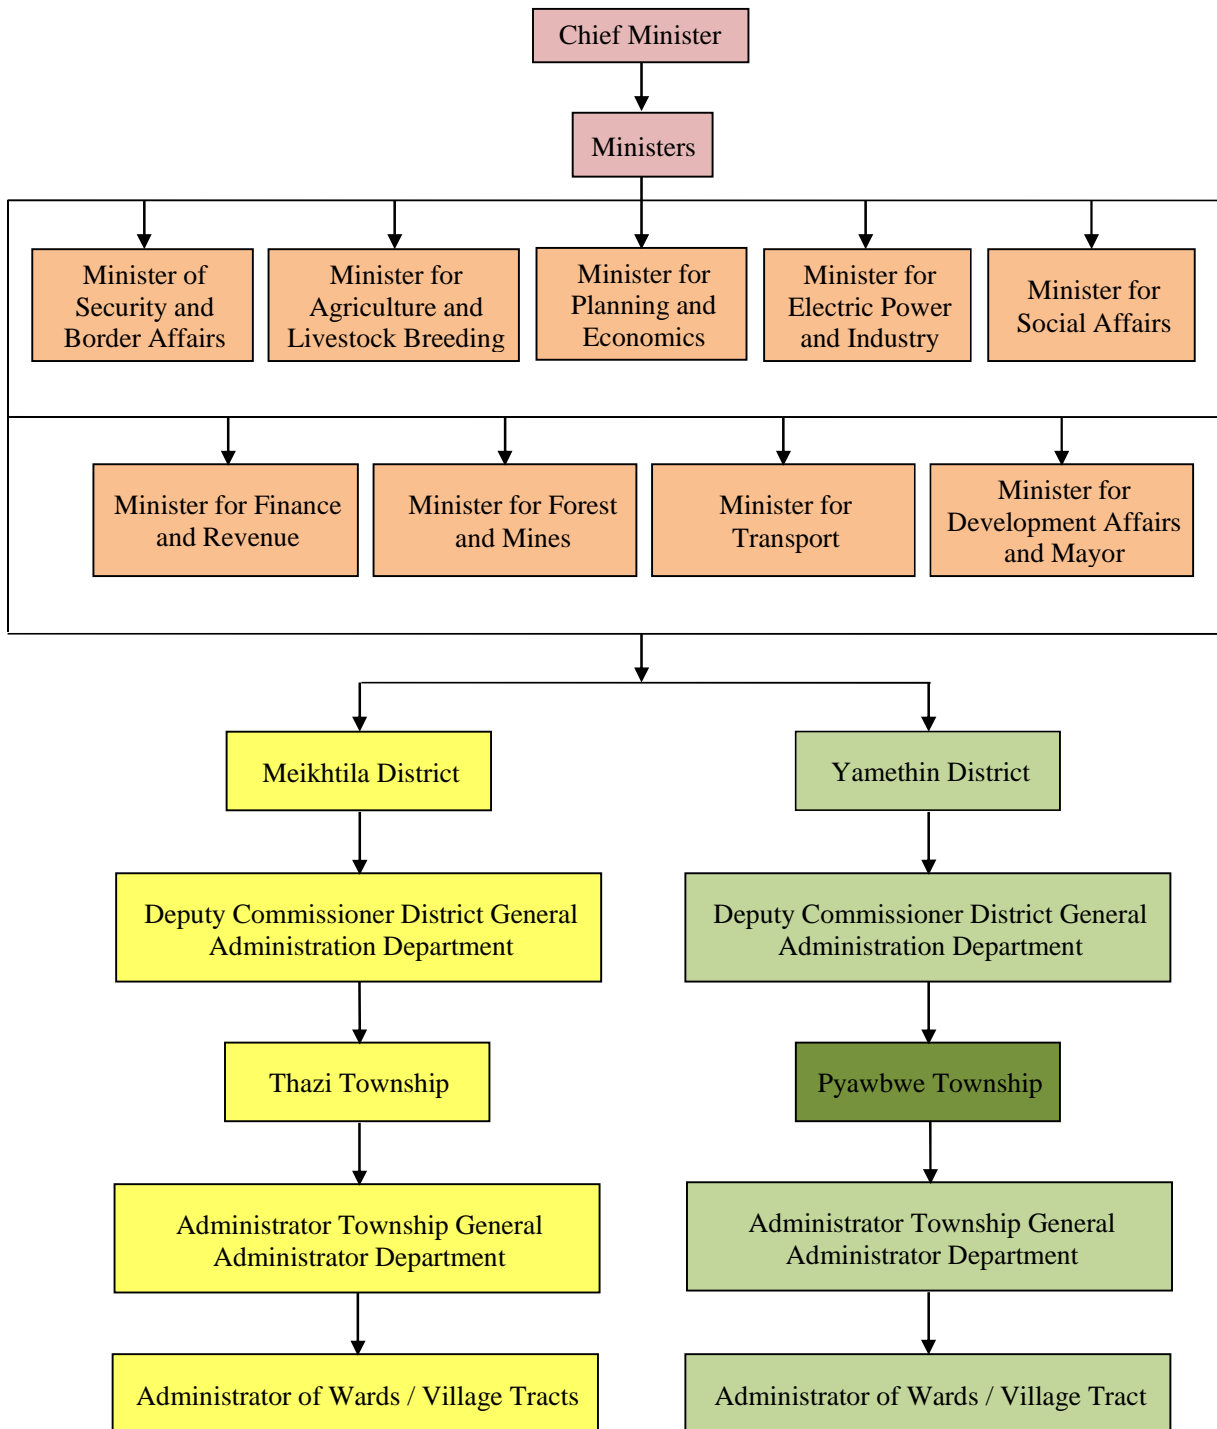 Chief Minister
Ministers
Minister of
Security and
Border Affairs
Minister for
Agriculture and
Livestock Breeding
Minister for
Planning and
Economics
Minister for
Electric Power
and Industry
Minister for
Social Affairs
Minister for Finance
and Revenue
Minister for Forest
and Mines
Minister for
Transport
Minister for
Development Affairs
and Mayor
Meikhtila District
Yamethin District
Deputy Commissioner District General
Administration Department
Deputy Commissioner District General
Administration Department
Thazi Township
Pyawbwe Township
Administrator Township General
Administrator Department
Administrator Township General
Administrator Department
Administrator of Wards / Village Tracts
Administrator of Wards / Village Tract